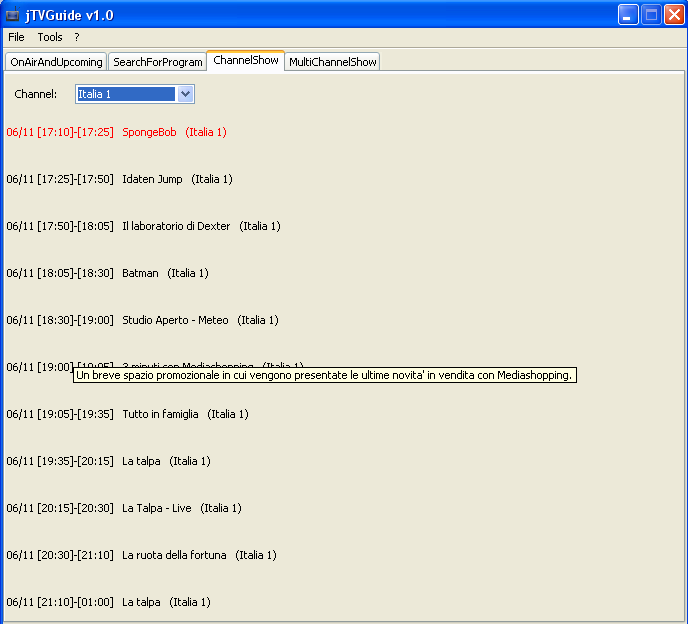 jTVGuide v1.0
File Tools ?
OnAirAndUpcoming SearchForProgram ChannelShow MultiChannelShow
Channel: Italia 1
06/11 [17:10]-[17:25] SpongeBob (Italia 1)
06/11 [17:25]-[17:50] Idaten Jump (Italia 1)
06/11 [17:50]-[18:05] Il laboratorio di Dexter (Italia 1)
06/11 [18:05]-[18:30] Batman (Italia 1)
06/11 [18:30]-[19:00] Studio Aperto - Meteo (Italia 1)
06/11 [19:00]-[19:05] 3 minuti con Mediashopping (Italia 1)
Un breve spazio promozionale in cui vengono presentate le ultime novita' in vendita con Mediashopping.
06/11 [19:05]-[19:35] Tutto in famiglia (Italia 1)
06/11 [19:35]-[20:15] La talpa (Italia 1)
06/11 [20:15]-[20:30] La Talpa - Live (Italia 1)
06/11 [20:30]-[21:10] La ruota della fortuna (Italia 1)
06/11 [21:10]-[01:00] La talpa (Italia 1)